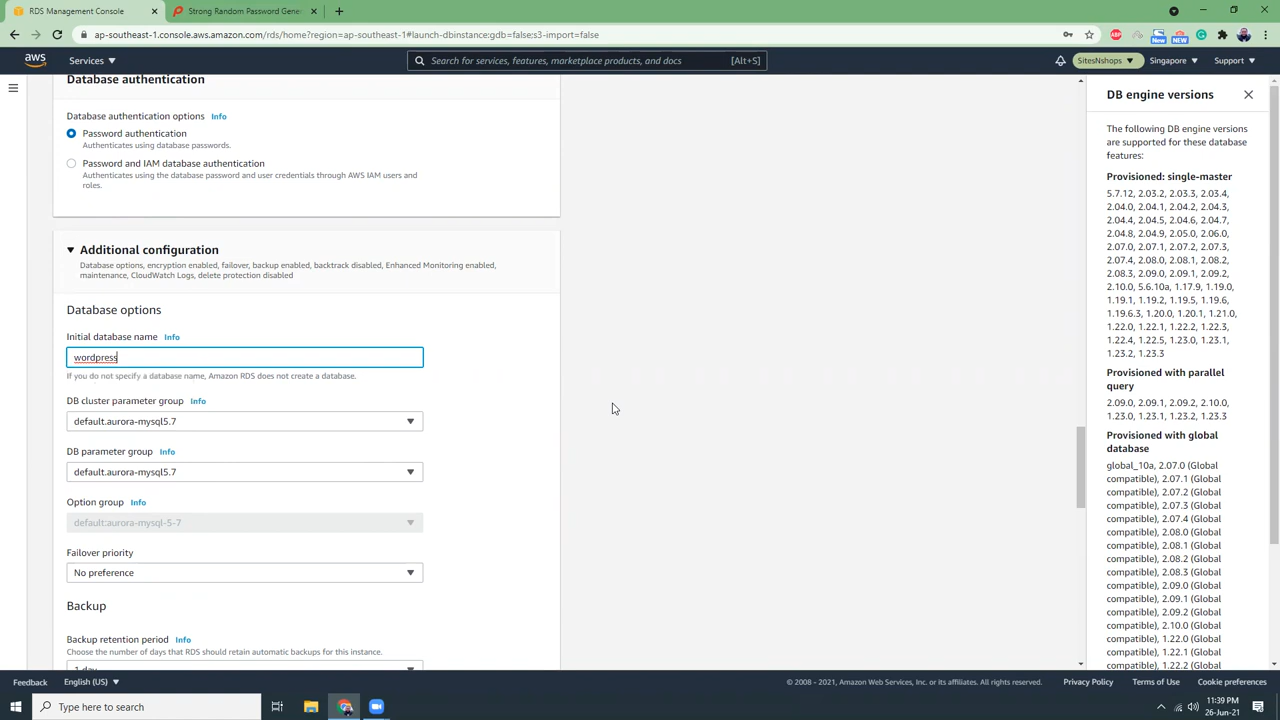 RDS Management Console
Strong Random Password Gene
ap-southeast-1.console.aws.amazon.com/rds/home?region=ap-southeast-1#launch-dbinstance:gdb=false;s3-import=false
aws
Services
Search for services, features, marketplace products, and docs
[Alt+S]
SitesNshops
Singapore
Support
Database authentication
Database authentication options Info
Password authentication
Authenticates using database passwords.
Password and IAM database authentication
Authenticates using the database password and user credentials through AWS IAM users and
roles.
Additional configuration
Database options, encryption enabled, failover, backup enabled, backtrack disabled, Enhanced Monitoring enabled,
maintenance, CloudWatch Logs, delete protection disabled
Database options
Initial database name Info
wordpress
If you do not specify a database name, Amazon RDS does not create a database.
DB cluster parameter group Info
default.aurora-mysql5.7
DB parameter group Info
default.aurora-mysql5.7
Option group Info
default:aurora-mysql-5-7
Failover priority
No preference
Backup
Backup retention period Info
Choose the number of days that RDS should retain automatic backups for this instance.
1 day
DB engine versions
The following DB engine versions
are supported for these database
features:
Provisioned: single-master
5.7.12, 2.03.2, 2.03.3, 2.03.4,
2.04.0, 2.04.1, 2.04.2, 2.04.3,
2.04.4, 2.04.5, 2.04.6, 2.04.7,
2.04.8, 2.04.9, 2.05.0, 2.06.0,
2.07.0, 2.07.1, 2.07.2, 2.07.3,
2.07.4, 2.08.0, 2.08.1, 2.08.2,
2.08.3, 2.09.0, 2.09.1, 2.09.2,
2.10.0, 5.6.10a, 1.17.9, 1.19.0,
1.19.1, 1.19.2, 1.19.5, 1.19.6,
1.19.6.3, 1.20.0, 1.20.1, 1.21.0,
1.22.0, 1.22.1, 1.22.2, 1.22.3,
1.22.4, 1.22.5, 1.23.0, 1.23.1,
1.23.2, 1.23.3
Provisioned with parallel
query
2.09.0, 2.09.1, 2.09.2, 2.10.0,
1.23.0, 1.23.1, 1.23.2, 1.23.3
Provisioned with global
database
global_10a, 2.07.0 (Global
compatible), 2.07.1 (Global
compatible), 2.07.2 (Global
compatible), 2.07.3 (Global
compatible), 2.07.4 (Global
compatible), 2.08.0 (Global
compatible), 2.08.1 (Global
compatible), 2.08.2 (Global
compatible), 2.08.3 (Global
compatible), 2.09.0 (Global
compatible), 2.09.1 (Global
compatible), 2.09.2 (Global
compatible), 2.10.0 (Global
compatible), 1.22.0 (Global
compatible), 1.22.1 (Global
compatible), 1.22.2 (Global
Feedback
English (US)
© 2008 - 2021, Amazon Web Services, Inc. or its affiliates. All rights reserved.
Privacy Policy
Terms of Use
Cookie preferences
Type here to search
11:39 PM
26-Jun-21